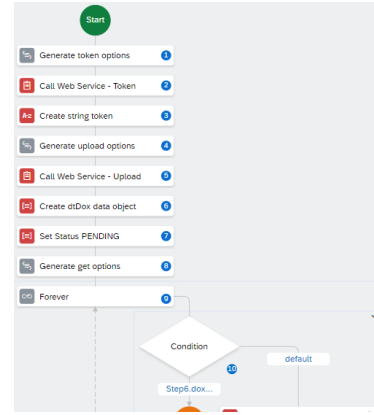 Start
Generate token options 1
Call Web Service - Token 2
A-Z Create string token 3
Generate upload options 4
Call Web Service - Upload 5
Create dtDox data object 6
Set Status PENDING 7
Generate get options 8
Forever 9
Condition
10
default
Step6.dox...